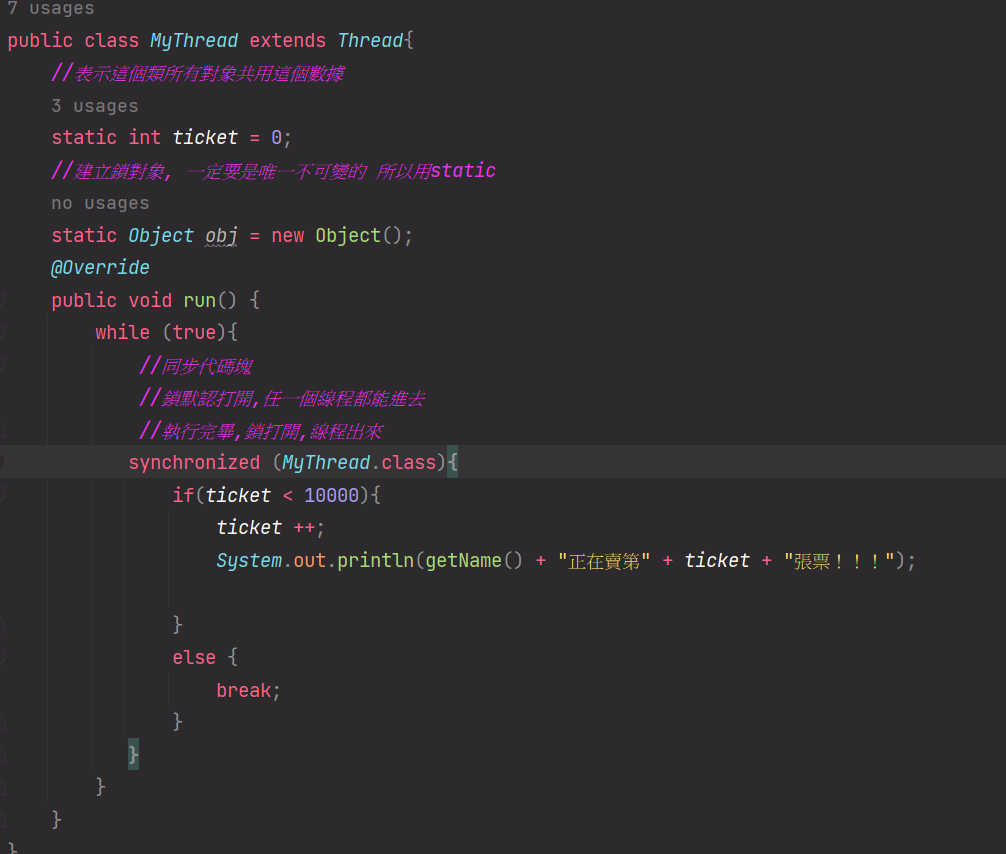 7 usages
public class MyThread extends Thread{
//表示這個類所有對象共用這個數據
3 usages
static int ticket = 0;
//建立鎖對象, 一定要是唯一不可變的 所以用static
no usages
static Object obj = new Object();
@Override
public void run() {
while (true){
//同步代碼塊
//鎖默認打開,任一個線程都能進去
//執行完畢,鎖打開,線程出來
synchronized (MyThread.class){
if(ticket < 10000){
ticket ++;
System.out.println(getName() + "正在賣第" + ticket + "張票!!!");
}
else {
break;
}
}
}
}
}